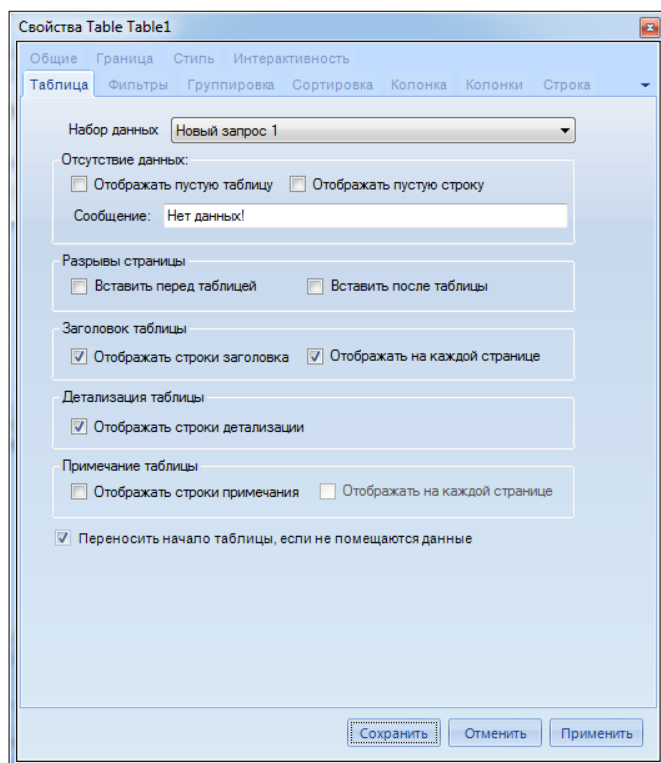 Свойства Table Table1
Общие Граница Стиль Интерактивность
Таблица Фильтры Группировка Сортировка Колонка Колонки Строка
Набор данных Новый запрос 1
Отсутствие данных:
Отображать пустую таблицу Отображать пустую строку
Сообщение: Нет данных!
Разрывы страницы
Вставить перед таблицей Вставить после таблицы
Заголовок таблицы
Отображать строки заголовка Отображать на каждой странице
Детализация таблицы
Отображать строки детализации
Примечание таблицы
Отображать строки примечания Отображать на каждой странице
Переносить начало таблицы, если не помещаются данные
Сохранить Отменить Применить